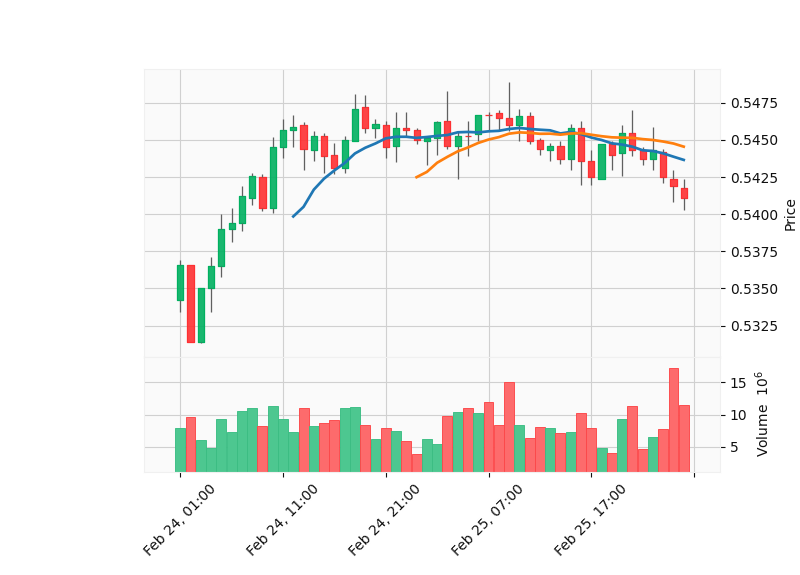 0.5475
0.5450
0.5425
0.5400
0.5375
0.5350
0.5325
Price
15
10
5
Volume 10⁶
Feb 24, 01:00
Feb 24, 11:00
Feb 24, 21:00
Feb 25, 07:00
Feb 25, 17:00